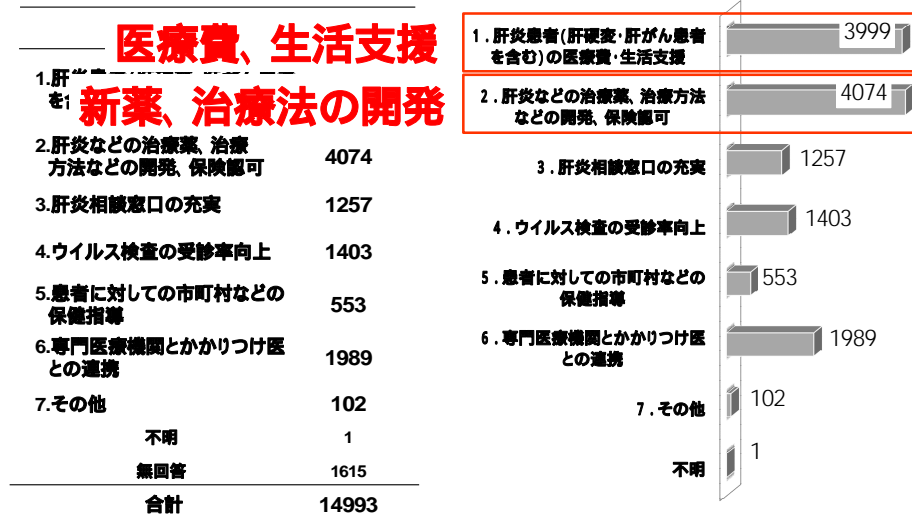 医療費、生活支援
新薬、治療法の開発
1.肝
を
2.肝炎などの治療薬、治療
方法などの開発、保険認可
4074
3.肝炎相談窓口の充実
1257
4.ウイルス検査の受診率向上
1403
5.患者に対しての市町村などの
保健指導
553
6.専門医療機関とかかりつけ医
との連携
1989
7.その他
102
不明
1
無回答
1615
合計
14993
1.肝炎患者(肝硬変・肝がん患者
を含む)の医療費・生活支援
3999
2.肝炎などの治療薬、治療方法
などの開発、保険認可
4074
3.肝炎相談窓口の充実
1257
4.ウイルス検査の受診率向上
1403
5.患者に対しての市町村などの
保健指導
553
6.専門医療機関とかかりつけ医
との連携
1989
7.その他
102
不明
1